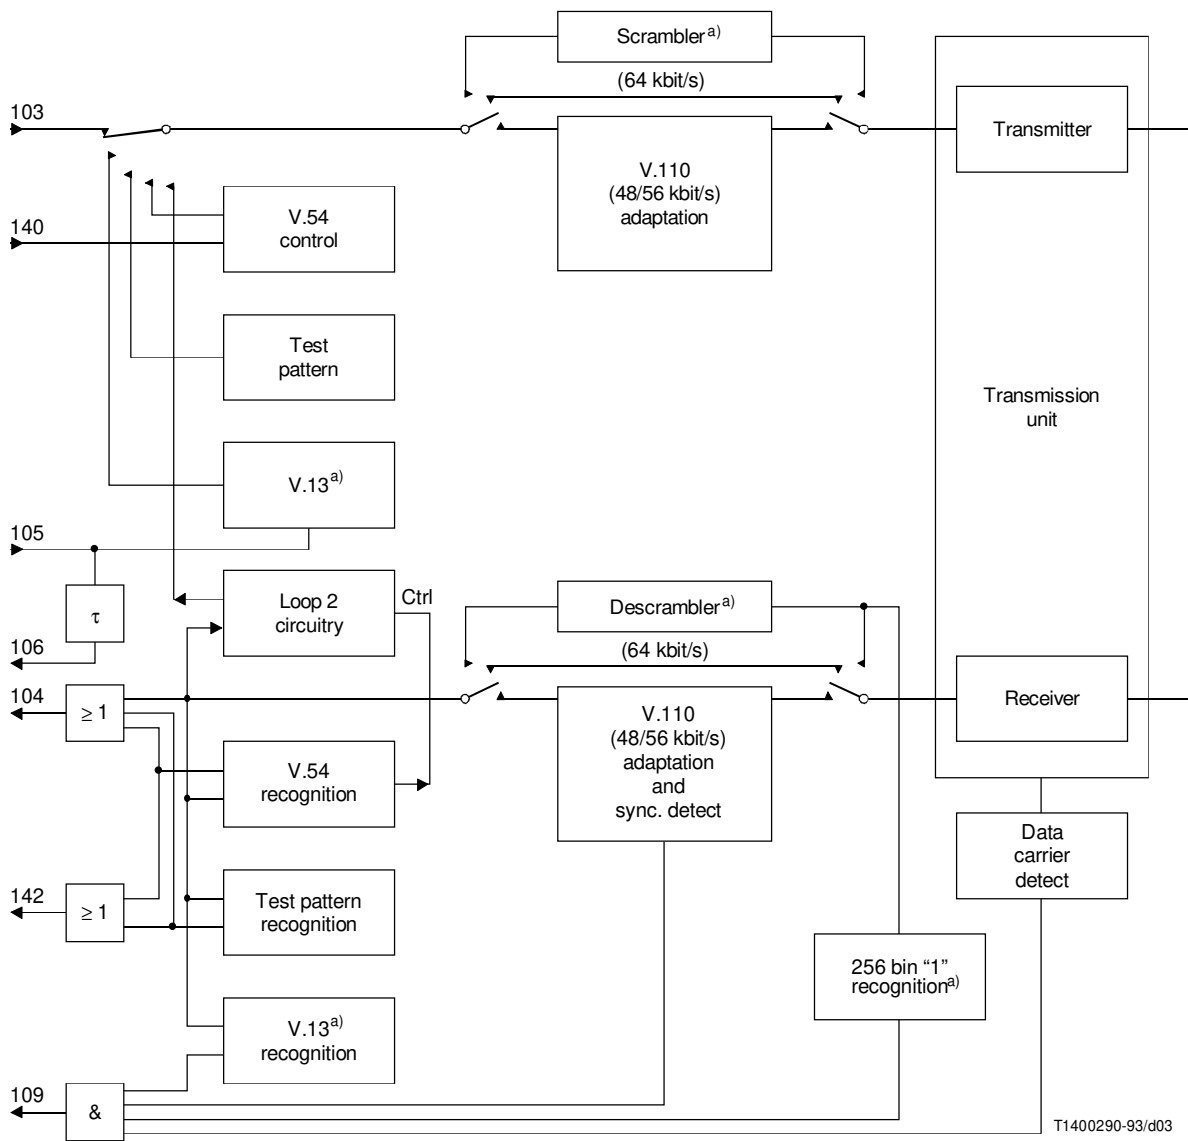 Scrambler a)
(64 kbit/s)
103
Transmitter
V.110
(48/56 kbit/s)
adaptation
V.54
control
140
Test
pattern
Transmission
unit
V.13 a)
105
Loop 2
circuitry
Ctrl
Descrambler a)
τ
(64 kbit/s)
106
104
≥ 1
Receiver
V.110
(48/56 kbit/s)
adaptation
and
sync. detect
V.54
recognition
Data
carrier
detect
142
≥ 1
Test pattern
recognition
256 bin “1”
recognition a)
V.13 a)
recognition
109
&
T1400290-93/d03